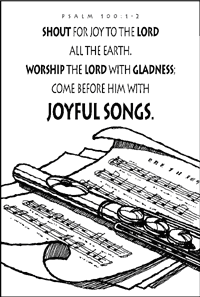 PSALM 100:1-2
SHOUT FOR JOY TO THE LORD
ALL THE EARTH.
WORSHIP THE LORD WITH GLADNESS;
COME BEFORE HIM WITH
JOYFUL SONGS.